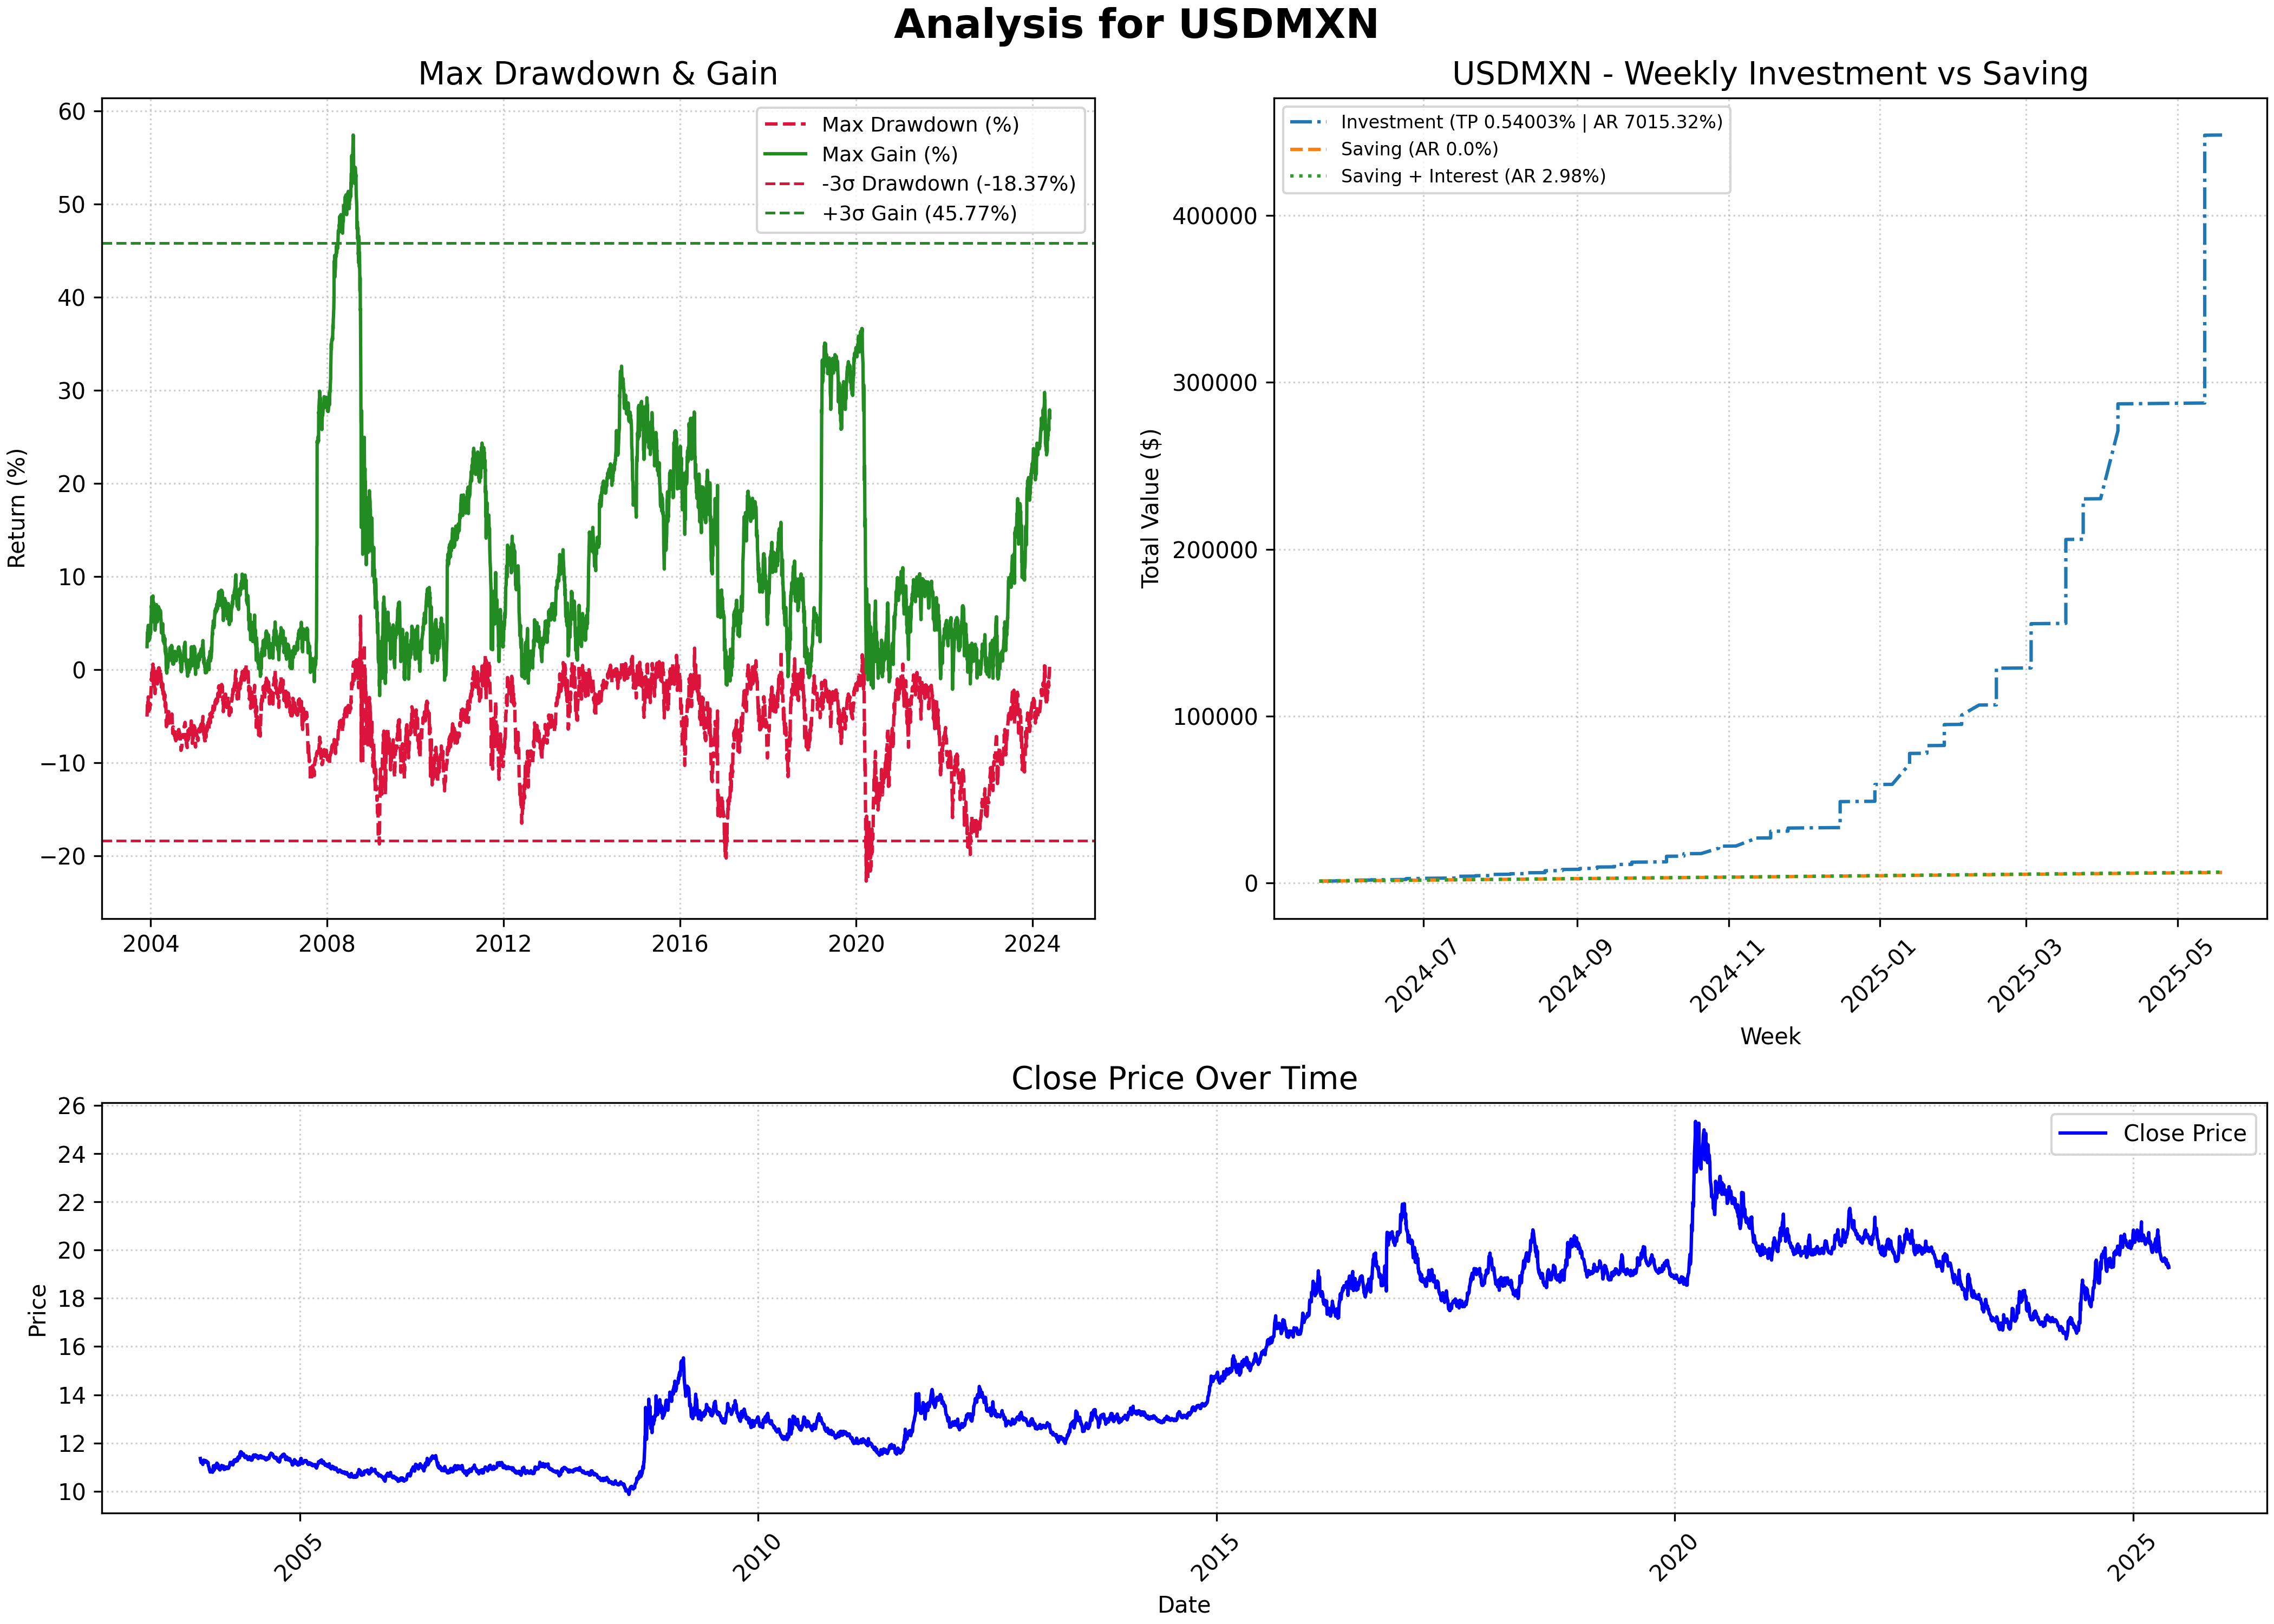 Analysis for USDMXN
Max Drawdown & Gain
Return (%)
60
50
40
30
20
10
0
−10
−20
2004
2008
2012
2016
2020
2024
Max Drawdown (%)
Max Gain (%)
-3σ Drawdown (-18.37%)
+3σ Gain (45.77%)
USDMXN - Weekly Investment vs Saving
Total Value ($)
400000
300000
200000
100000
0
2024-07
2024-09
2024-11
2025-01
2025-03
2025-05
Week
Investment (TP 0.54003% | AR 7015.32%)
Saving (AR 0.0%)
Saving + Interest (AR 2.98%)
Close Price Over Time
Price
26
24
22
20
18
16
14
12
10
2005
2010
2015
2020
2025
Date
Close Price